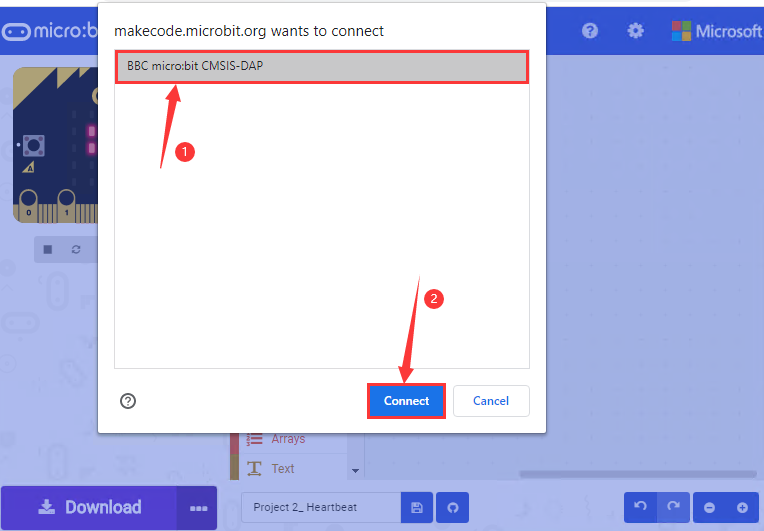 makecode.microbit.org wants to connect
micro:b
Microsoft
BBC micro:bit CMSIS-DAP
1
A
0
1
2
Connect
Cancel
Arrays
Text
Download
Project 2_ Heartbeat